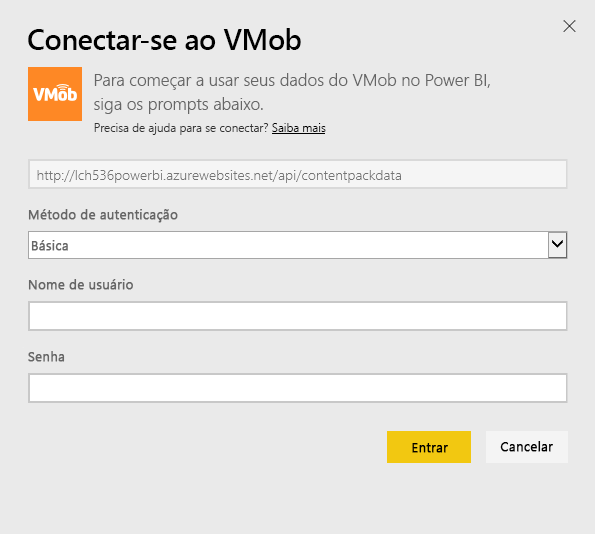 Conectar-se ao VMob
VMob
Para começar a usar seus dados do VMob no Power BI,
siga os prompts abaixo.
Precisa de ajuda para se conectar? Saiba mais
http://lch536powerbi.azurewebsites.net/api/contentpackdata
Método de autenticação
Básica
Nome de usuário
Senha
Entrar
Cancelar